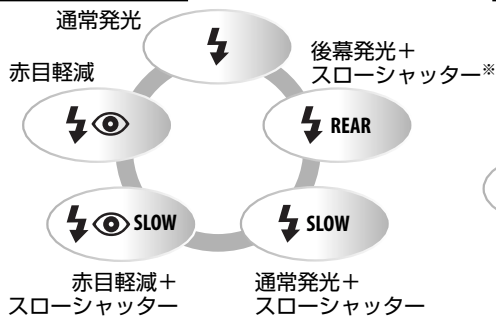 通常発光
後幕発光+
スローシャッター※
赤目軽減
REAR
SLOW
SLOW
赤目軽減+
スローシャッター
通常発光+
スローシャッター